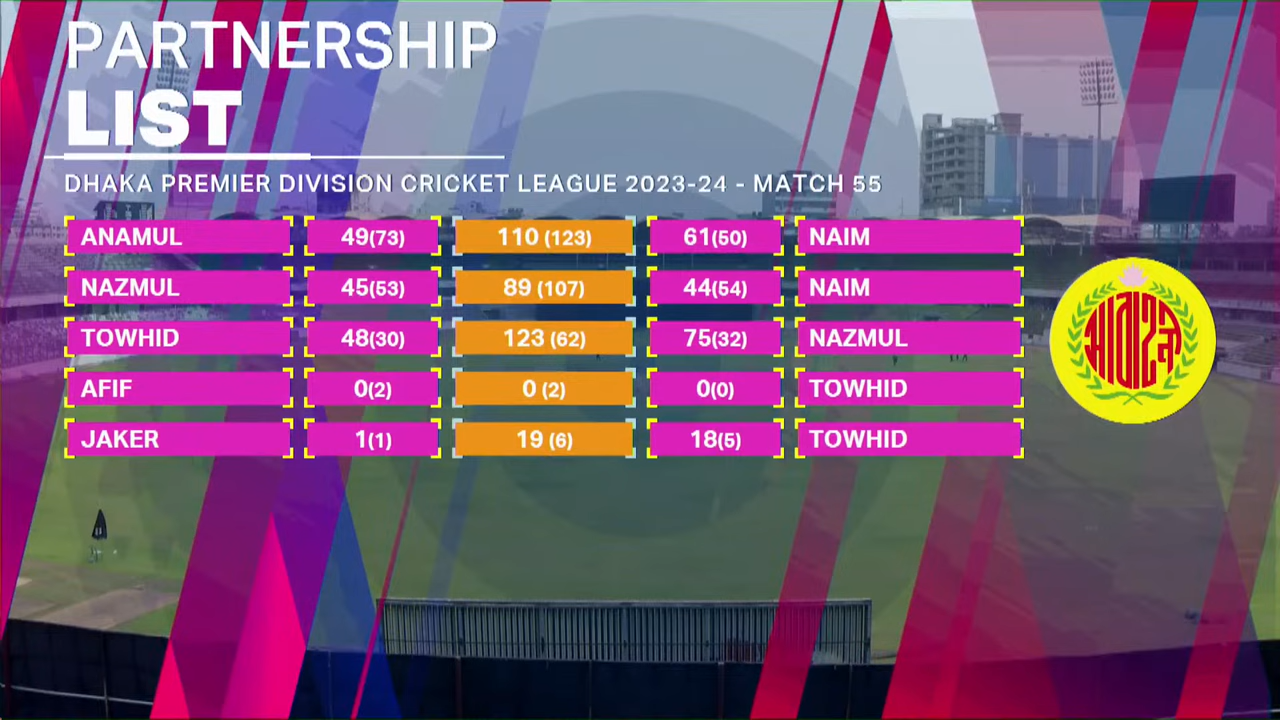 PARTNERSHIP
LIST
DHAKA PREMIER DIVISION CRICKET LEAGUE 2023-24 - MATCH 55
ANAMUL 49(73) 110 (123) 61(50) NAIM
NAZMUL 45(53) 89 (107) 44(54) NAIM
TOWHID 48(30) 123 (62) 75(32) NAZMUL
AFIF 0(2) 0 (2) 0(0) TOWHID
JAKER 1(1) 19 (6) 18(5) TOWHID
আবাহনী